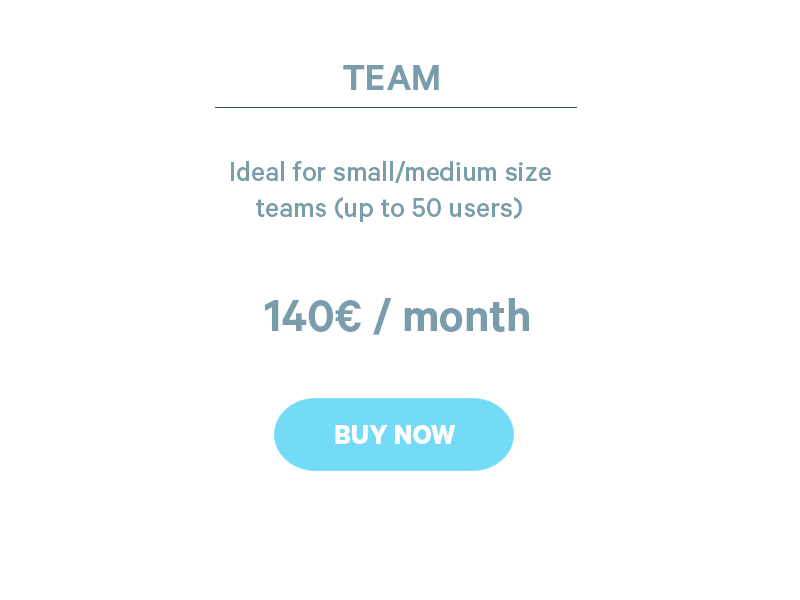 TEAM
Ideal for small/medium size
teams (up to 50 users)
140€ / month
BUY NOW